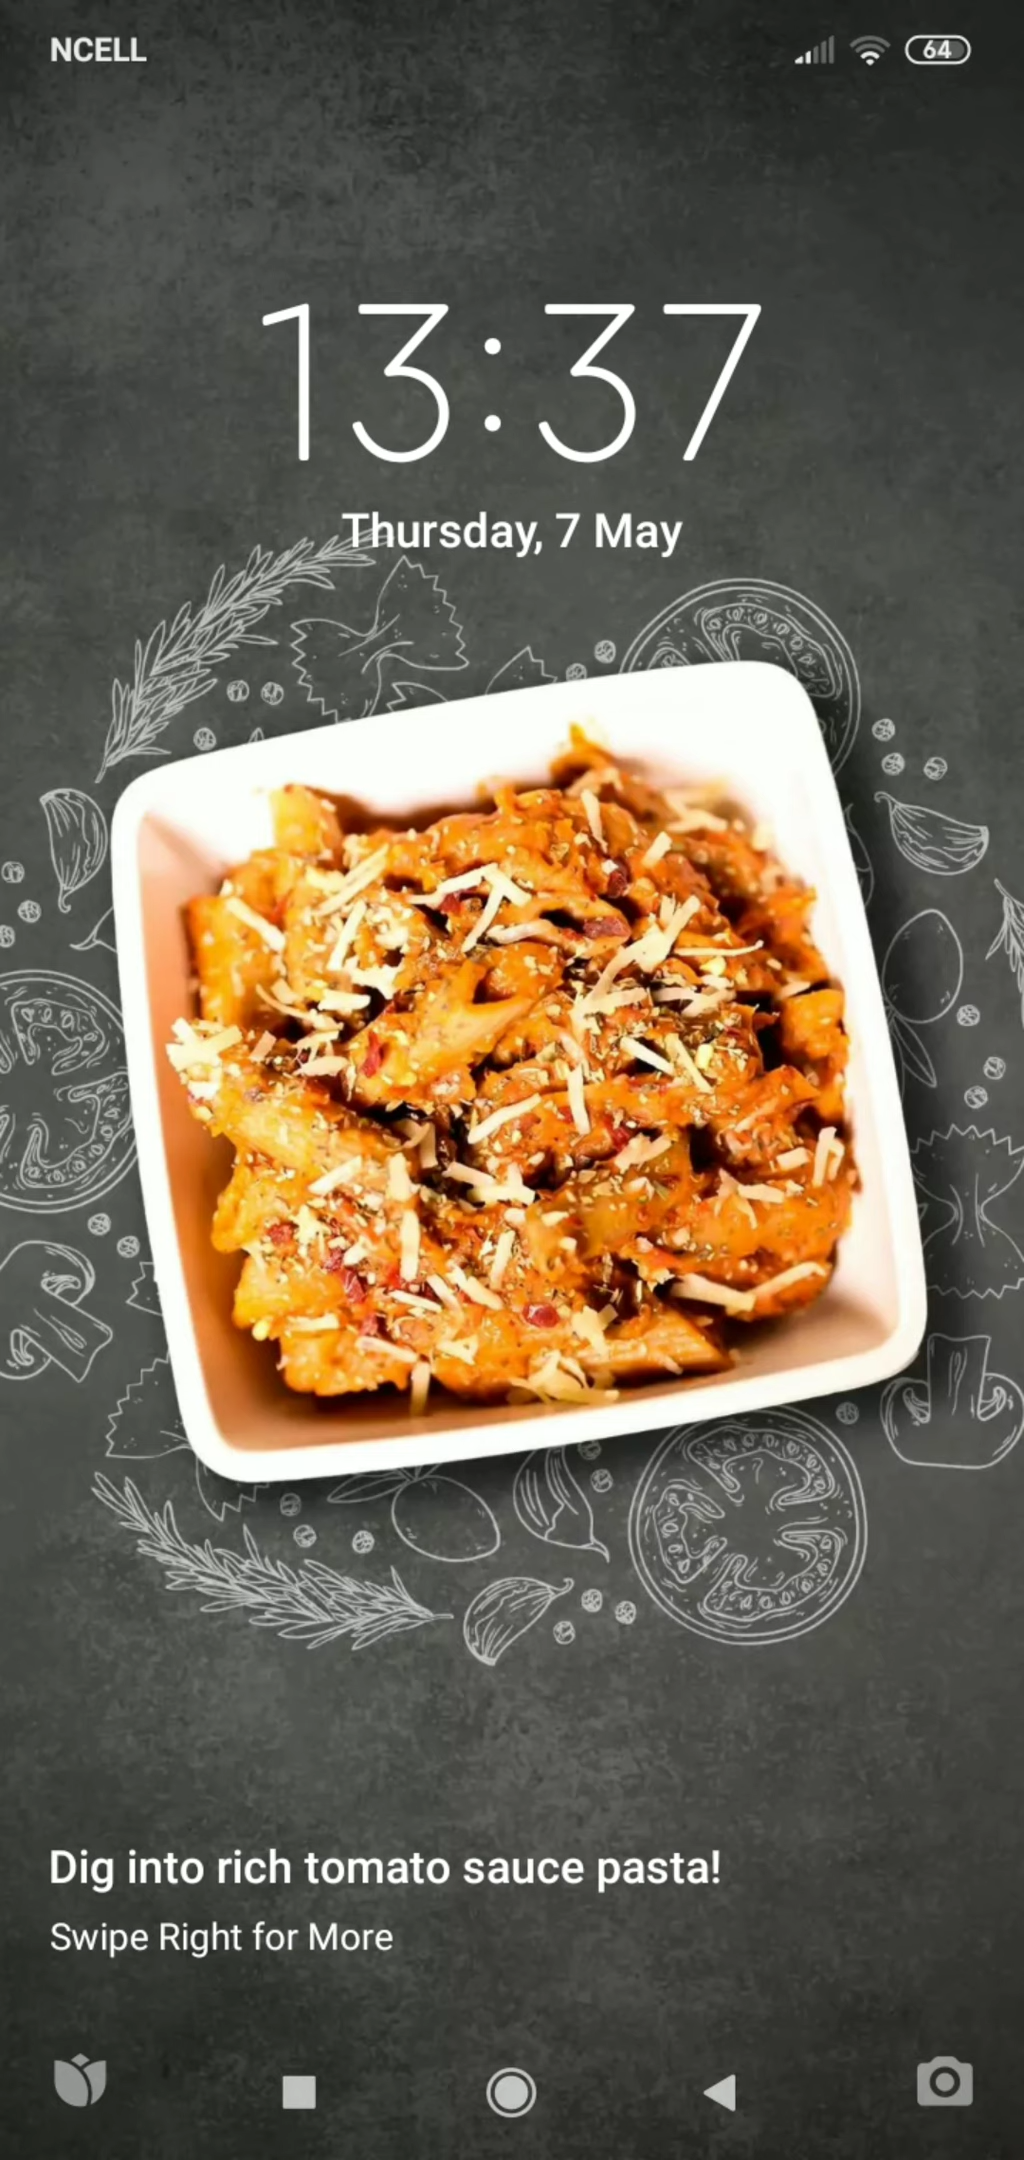 NCELL
64
13:37
Thursday, 7 May
Dig into rich tomato sauce pasta!
Swipe Right for More